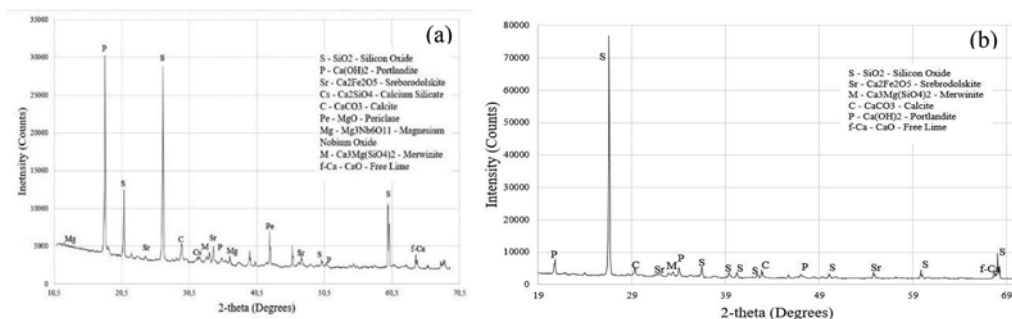 (a)
35000
30000
25000
20000
15000
10000
5000
0
Inetnsity (Counts)
P
S
S
S
Mg
Sr
C
Cs
M
Sr
P
Mg
Pe
Sr
S
P
f-Ca
S - SiO2 - Silicon Oxide
P - Ca(OH)2 - Portlandite
Sr - Ca2Fe2O5 - Sreborodolskite
Cs - Ca2SiO4 - Calcium Silicate
C - CaCO3 - Calcite
Pe - MgO - Periclase
Mg - Mg3Nb6O11 - Magnesium
Nobium Oxide
M - Ca3Mg(SiO4)2 - Merwinite
f-Ca - CaO - Free Lime
10,5 20,5 30,5 40,5 50,5 60,5 70,5
2-theta (Degrees)
(b)
80000
70000
60000
50000
40000
30000
20000
10000
0
Intensity (Counts)
S
P
C
Sr
M
P
S
S
S
S
C
P
S
Sr
S
f-C
S
S - SiO2 - Silicon Oxide
Sr - Ca2Fe2O5 - Srebrodolskite
M - Ca3Mg(SiO4)2 - Merwinite
C - CaCO3 - Calcite
P - Ca(OH)2 - Portlandite
f-Ca - CaO - Free Lime
19 29 39 49 59 69
2-theta (Degrees)